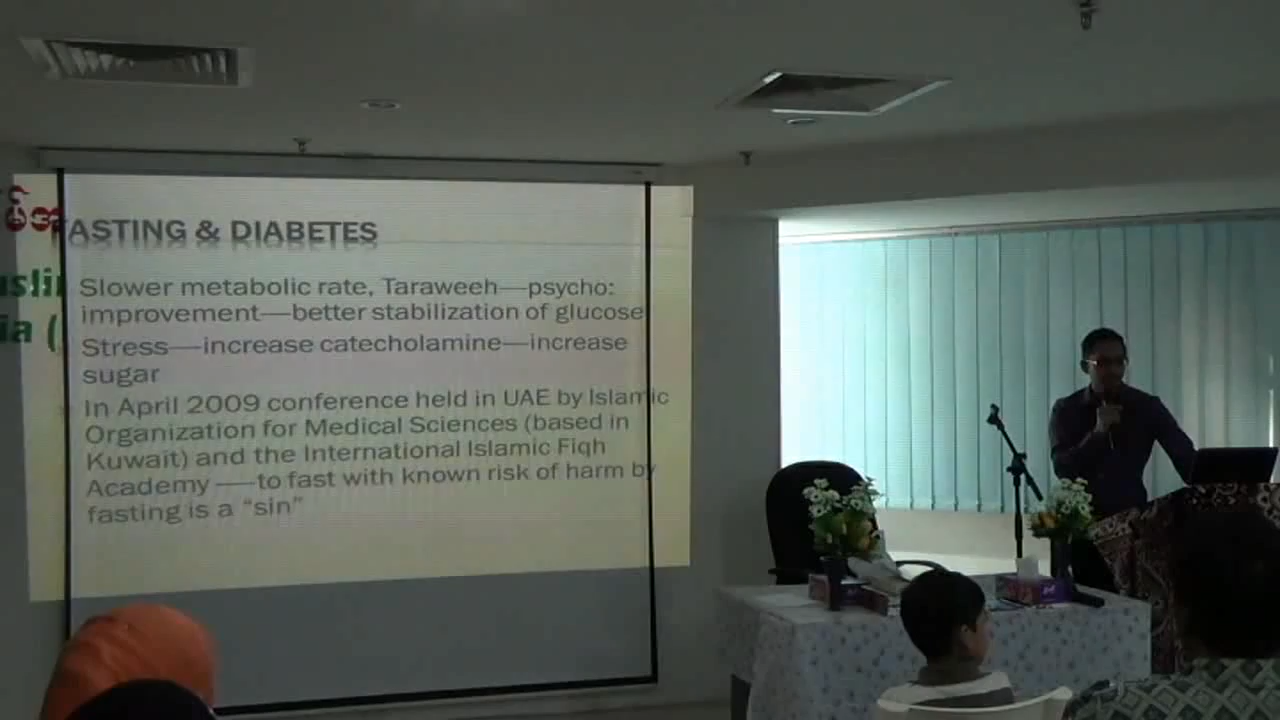 FASTING & DIABETES
Slower metabolic rate, Taraweeh—psycho:
improvement—better stabilization of glucose
Stress—increase catecholamine—increase
sugar
In April 2009 conference held in UAE by Islamic
Organization for Medical Sciences (based in
Kuwait) and the International Islamic Fiqh
Academy —to fast with known risk of harm by
fasting is a “sin”